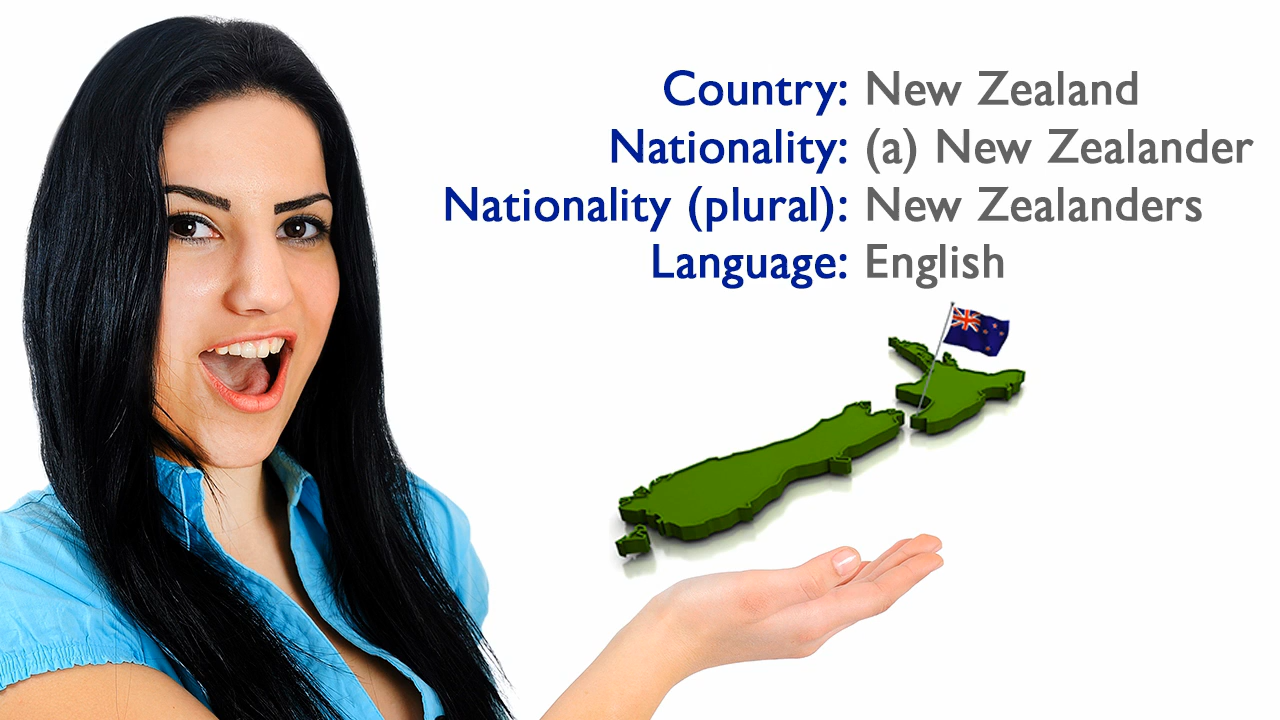 Country: New Zealand
Nationality: (a) New Zealander
Nationality (plural): New Zealanders
Language: English